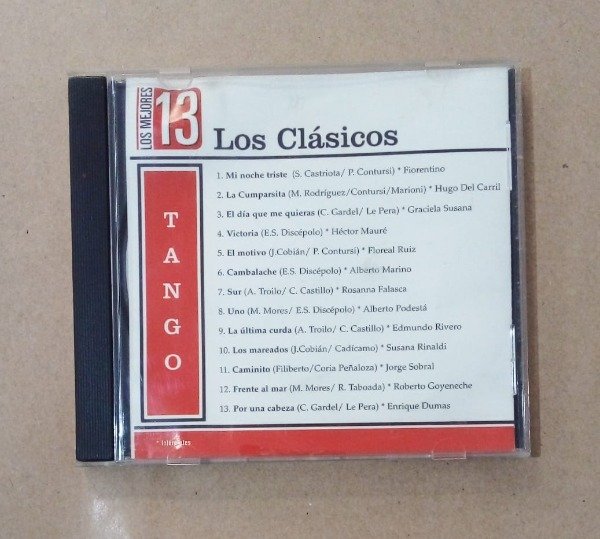 LOS MEJORES
13
Los Clásicos
TANGO
1. Mi noche triste (S. Castriota/ P. Contursi) * Fiorentino
2. La Cumparsita (M. Rodríguez/Contursi/Maroni) * Hugo Del Carril
3. El día que me quieras (C. Gardel/ Le Pera) * Graciela Susana
4. Victoria (E.S. Discépolo) * Héctor Mauré
5. El motivo (J.Cobián/ P. Contursi) * Floreal Ruiz
6. Cambalache (E.S. Discépolo) * Alberto Marino
7. Sur (A. Troilo/ C. Castillo) * Rosanna Falasca
8. Uno (M. Mores/ E.S. Discépolo) * Alberto Podestá
9. La última curda (A. Troilo/ C. Castillo) * Edmundo Rivero
10. Los mareados (J.Cobián/ Cadícamo) * Susana Rinaldi
11. Caminito (Filiberto/Coria Peñaloza) * Jorge Sobral
12. Frente al mar (M. Mores/ R. Taboada) * Roberto Goyeneche
13. Por una cabeza (C. Gardel/ Le Pera) * Enrique Dumas
* Intérpretes